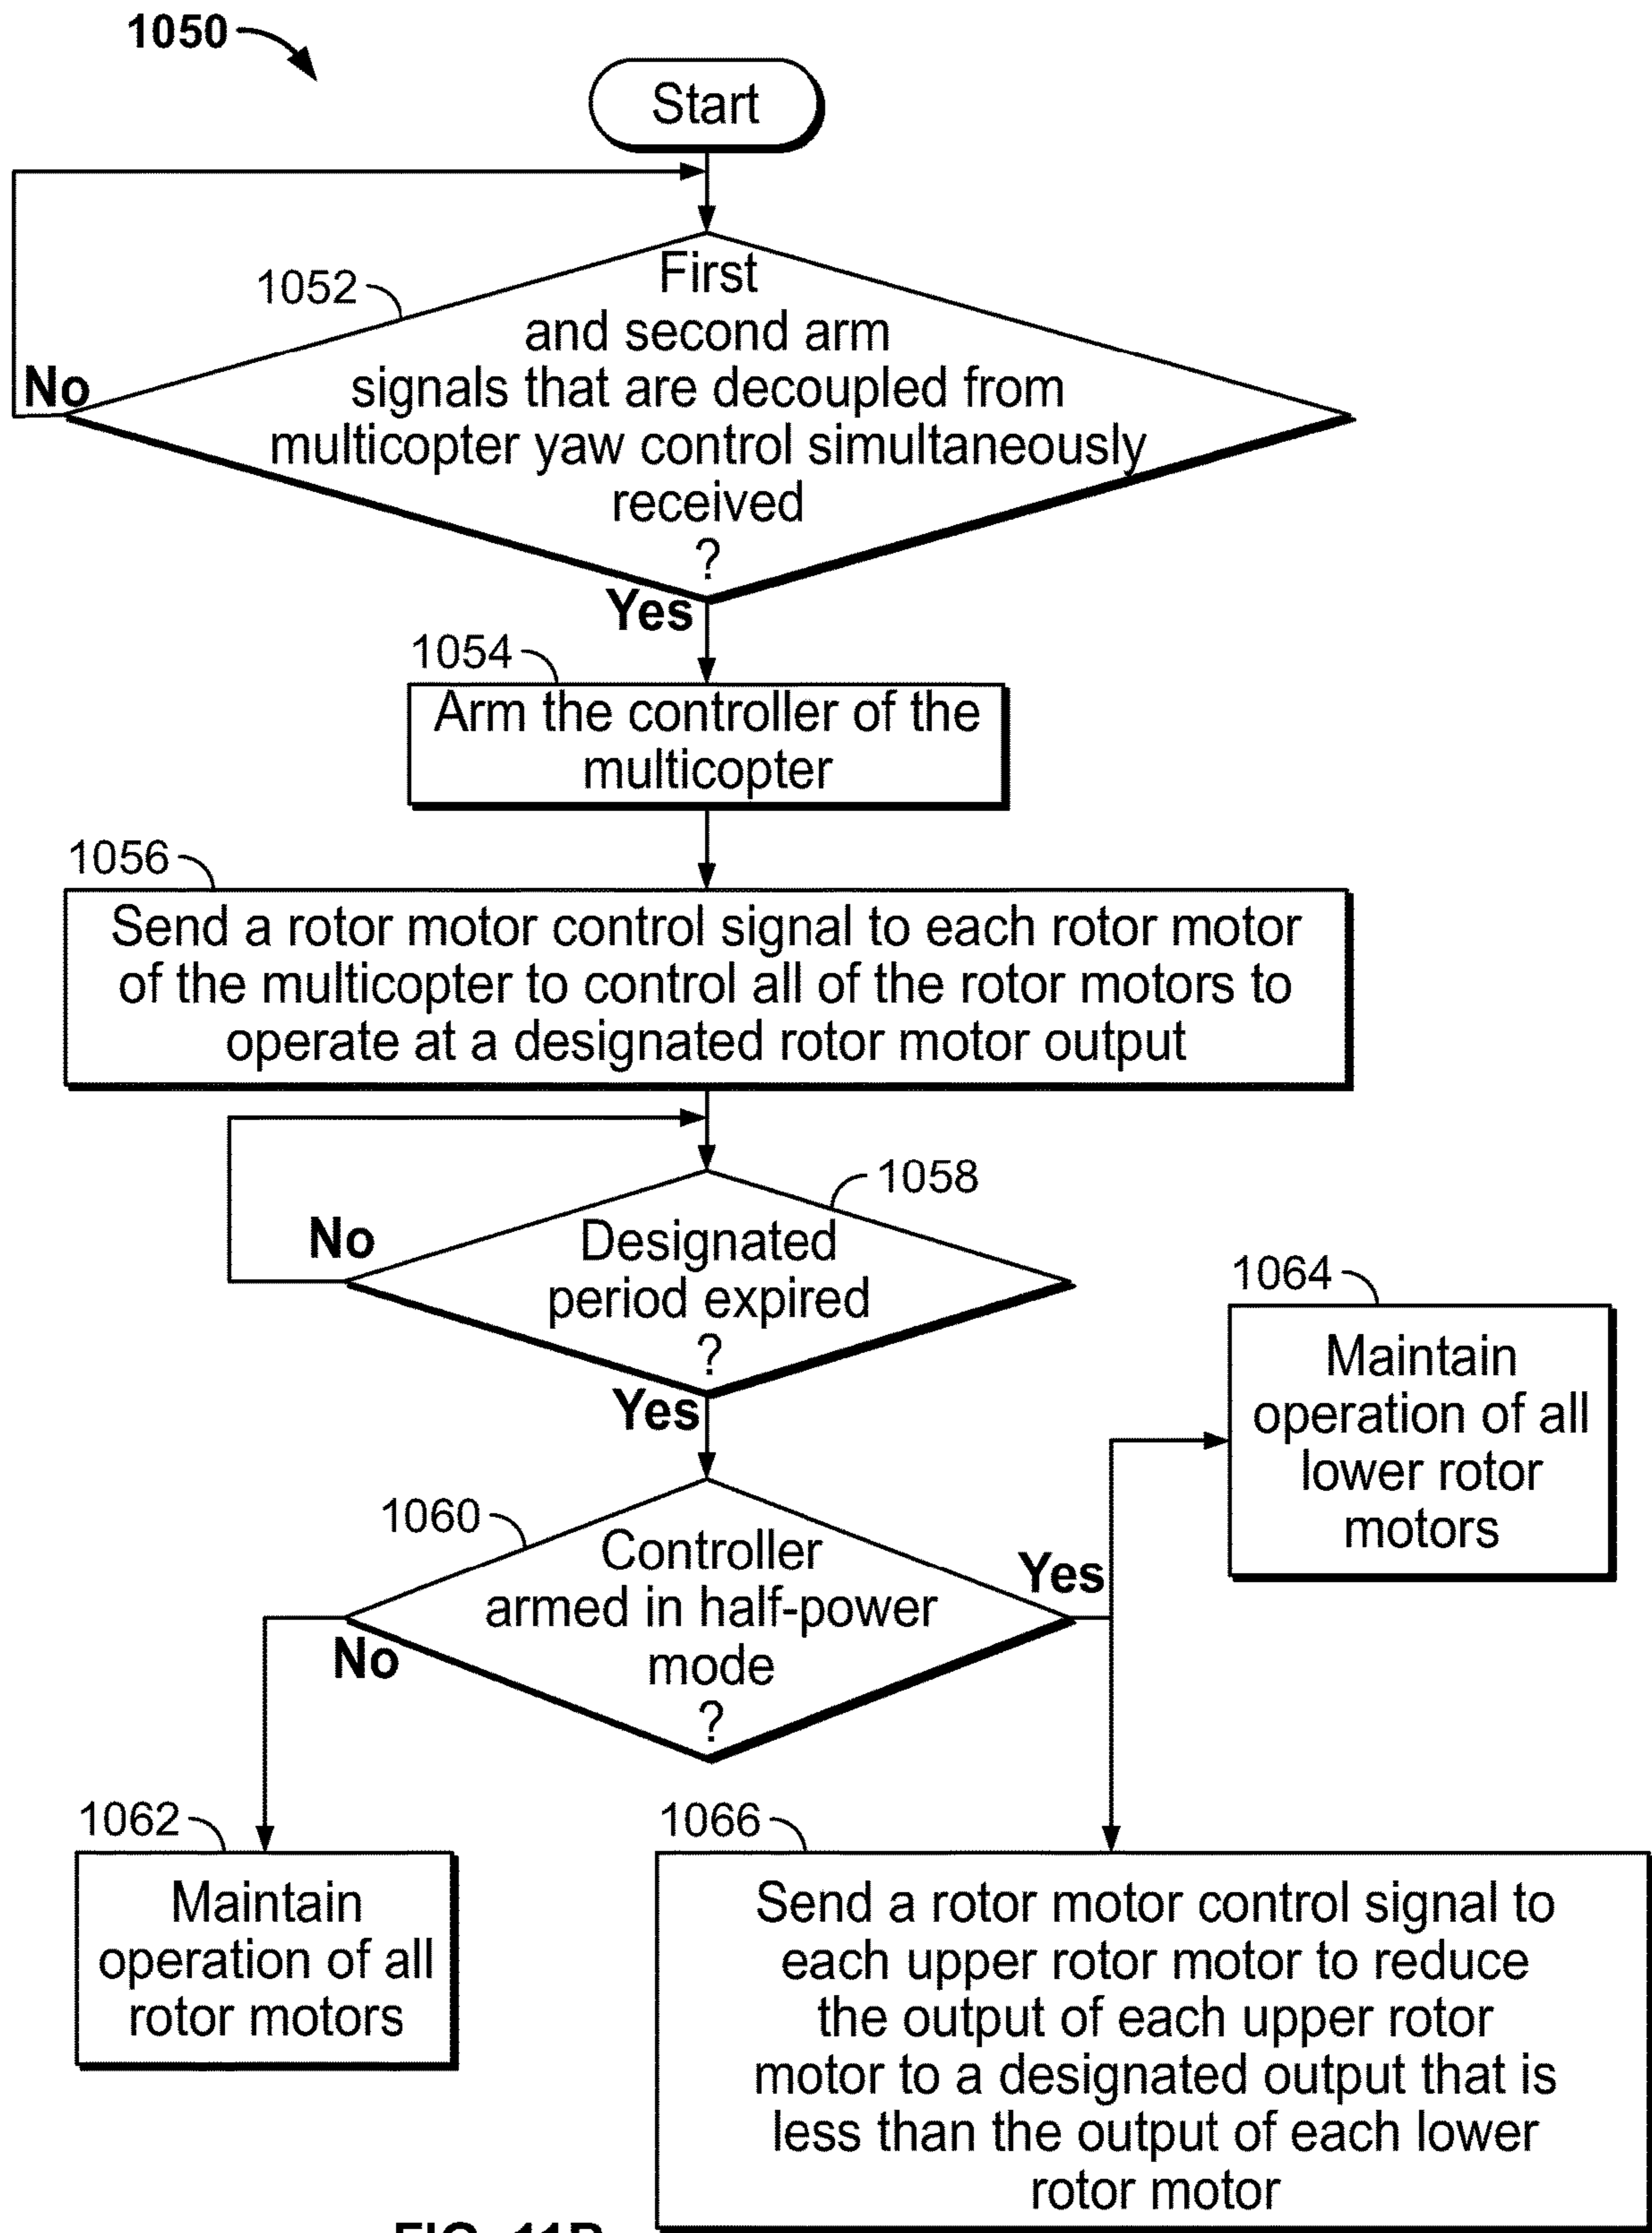 1050
Start
1052
First
and second arm
signals that are decoupled from
multicopter yaw control simultaneously
received
?
No
Yes
1054
Arm the controller of the
multicopter
1056
Send a rotor motor control signal to each rotor motor
of the multicopter to control all of the rotor motors to
operate at a designated rotor motor output
1058
Designated
period expired
?
No
Yes
1060
Controller
armed in half-power
mode
?
Yes
No
1064
Maintain
operation of all
lower rotor
motors
1062
Maintain
operation of all
rotor motors
1066
Send a rotor motor control signal to
each upper rotor motor to reduce
the output of each upper rotor
motor to a designated output that is
less than the output of each lower
rotor motor
FIG. 11B